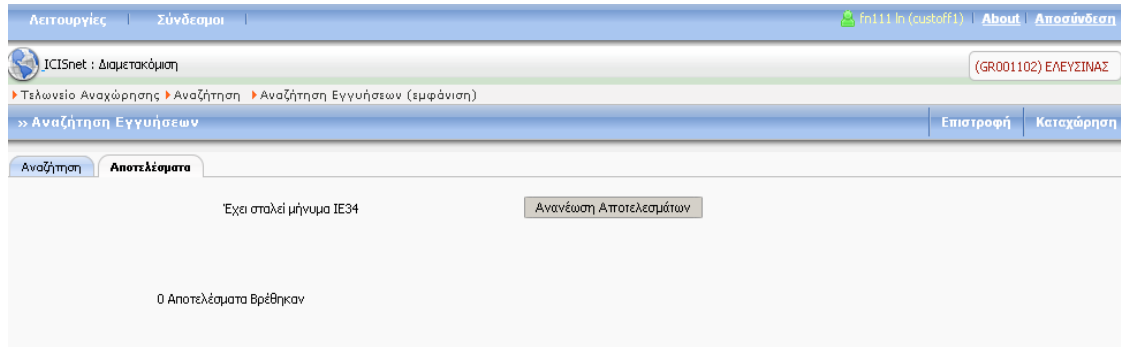 Λειτουργίες | Σύνδεσμοι | fn111 ln (custoff1) | About | Αποσύνδεση
ICISnet : Διαμετακόμιση (GR001102) ΕΛΕΥΣΙΝΑΣ
Τελωνείο Αναχώρησης Αναζήτηση Αναζήτηση Εγγυήσεων (εμφάνιση)
» Αναζήτηση Εγγυήσεων Επιστροφή Καταχώρηση
Αναζήτηση Αποτελέσματα
Έχει σταλεί μήνυμα IE34 Ανανέωση Αποτελεσμάτων
0 Αποτελέσματα Βρέθηκαν